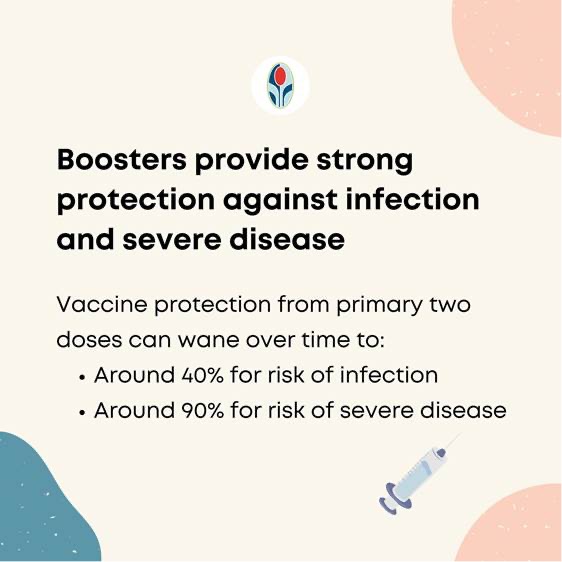 Boosters provide strong
protection against infection
and severe disease
Vaccine protection from primary two
doses can wane over time to:
• Around 40% for risk of infection
• Around 90% for risk of severe disease